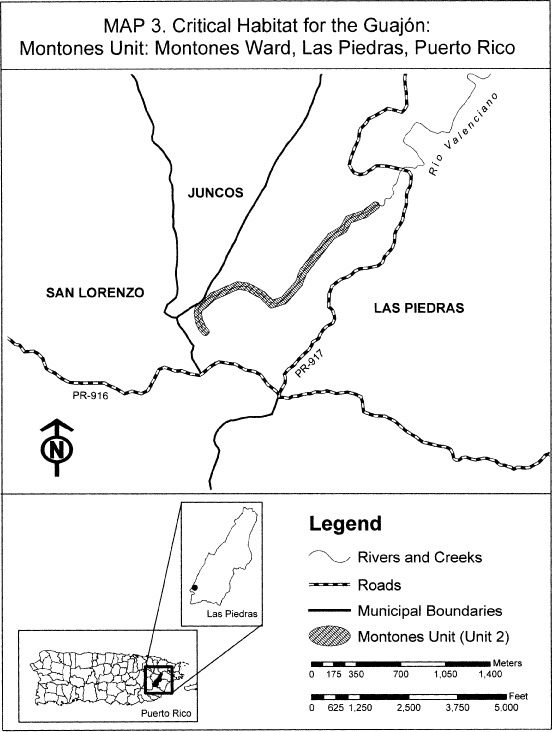 MAP 3. Critical Habitat for the Guajón:
Montones Unit: Montones Ward, Las Piedras, Puerto Rico
Río Valenciano
JUNCOS
SAN LORENZO
LAS PIEDRAS
PR-917
PR-916
N
Las Piedras
Puerto Rico
Legend
Rivers and Creeks
Roads
Municipal Boundaries
Montones Unit (Unit 2)
Meters
0 175 350 700 1,050 1,400
Feet
0 625 1,250 2,500 3,750 5,000